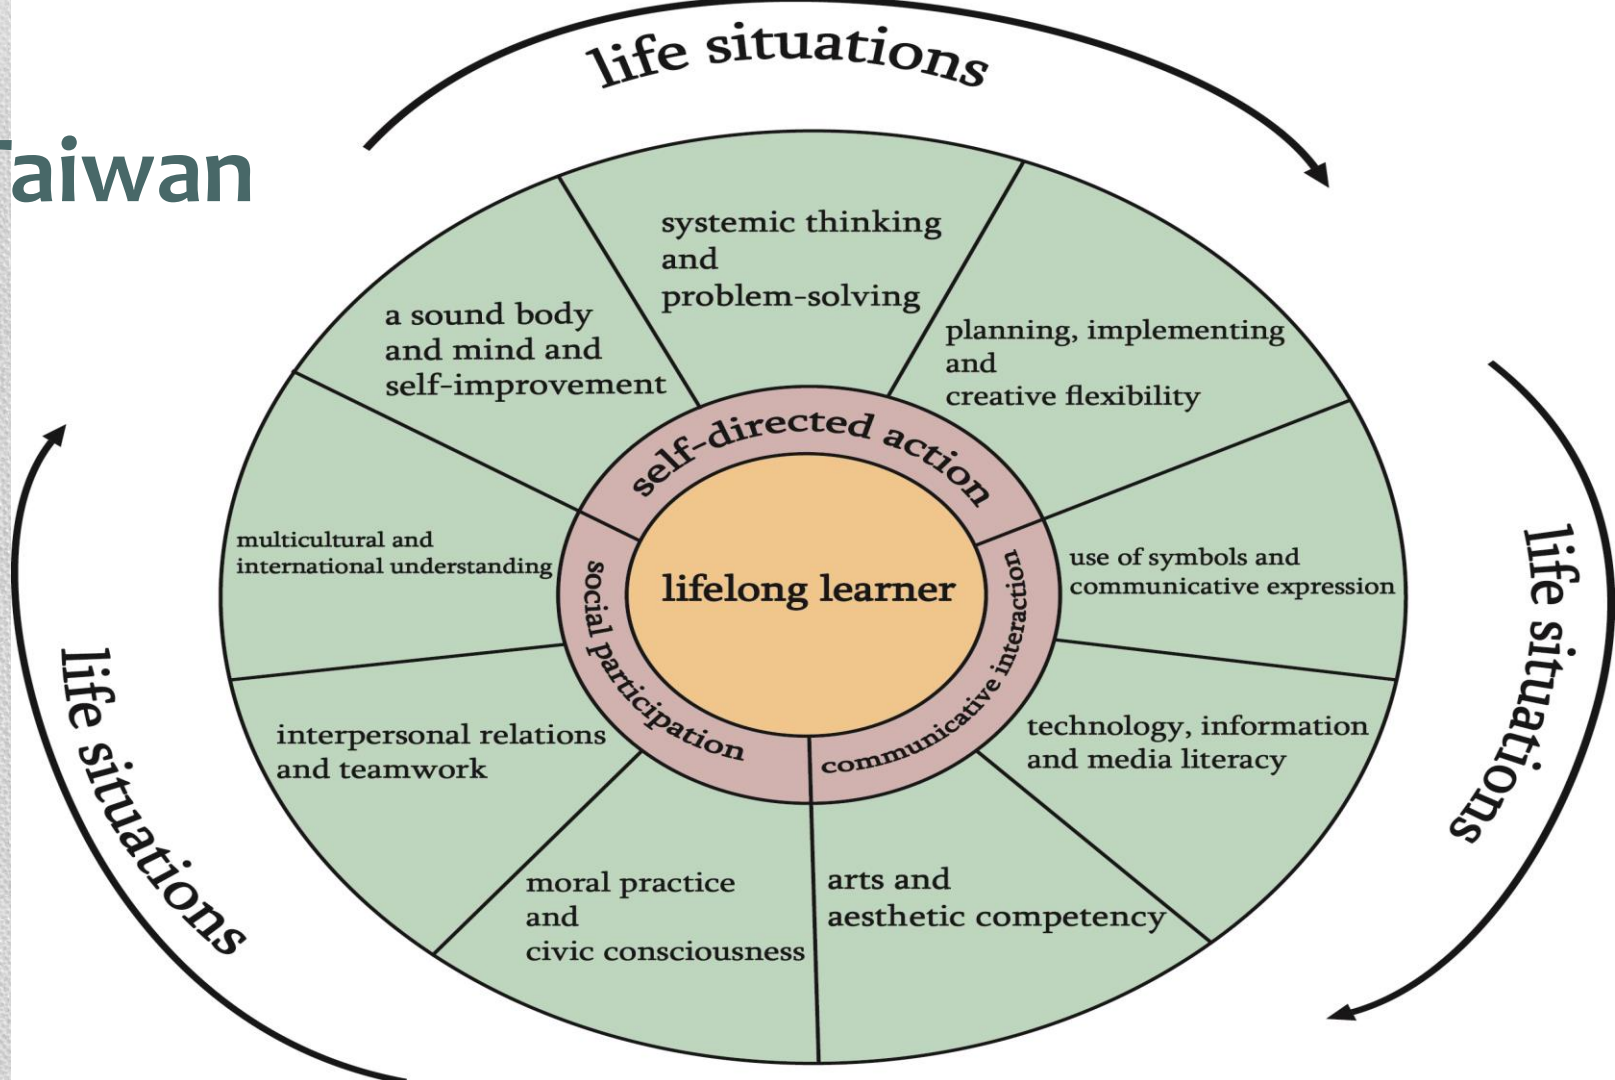 life situations
Taiwan
systemic thinking
and
problem-solving
a sound body
and mind and
self-improvement
planning, implementing
and
creative flexibility
self-directed action
multicultural and
international understanding
social participation
lifelong learner
communicative interaction
use of symbols and
communicative expression
life situations
interpersonal relations
and teamwork
technology, information
and media literacy
life situations
moral practice
and
civic consciousness
arts and
aesthetic competency